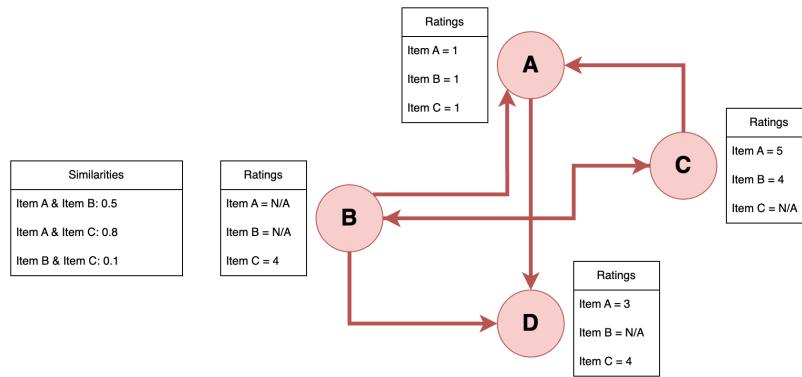 Ratings
Item A = 1
Item B = 1
Item C = 1
A
Ratings
Item A = 5
Item B = 4
Item C = N/A
C
Similarities
Item A & Item B: 0.5
Item A & Item C: 0.8
Item B & Item C: 0.1
Ratings
Item A = N/A
Item B = N/A
Item C = 4
B
Ratings
Item A = 3
Item B = N/A
Item C = 4
D